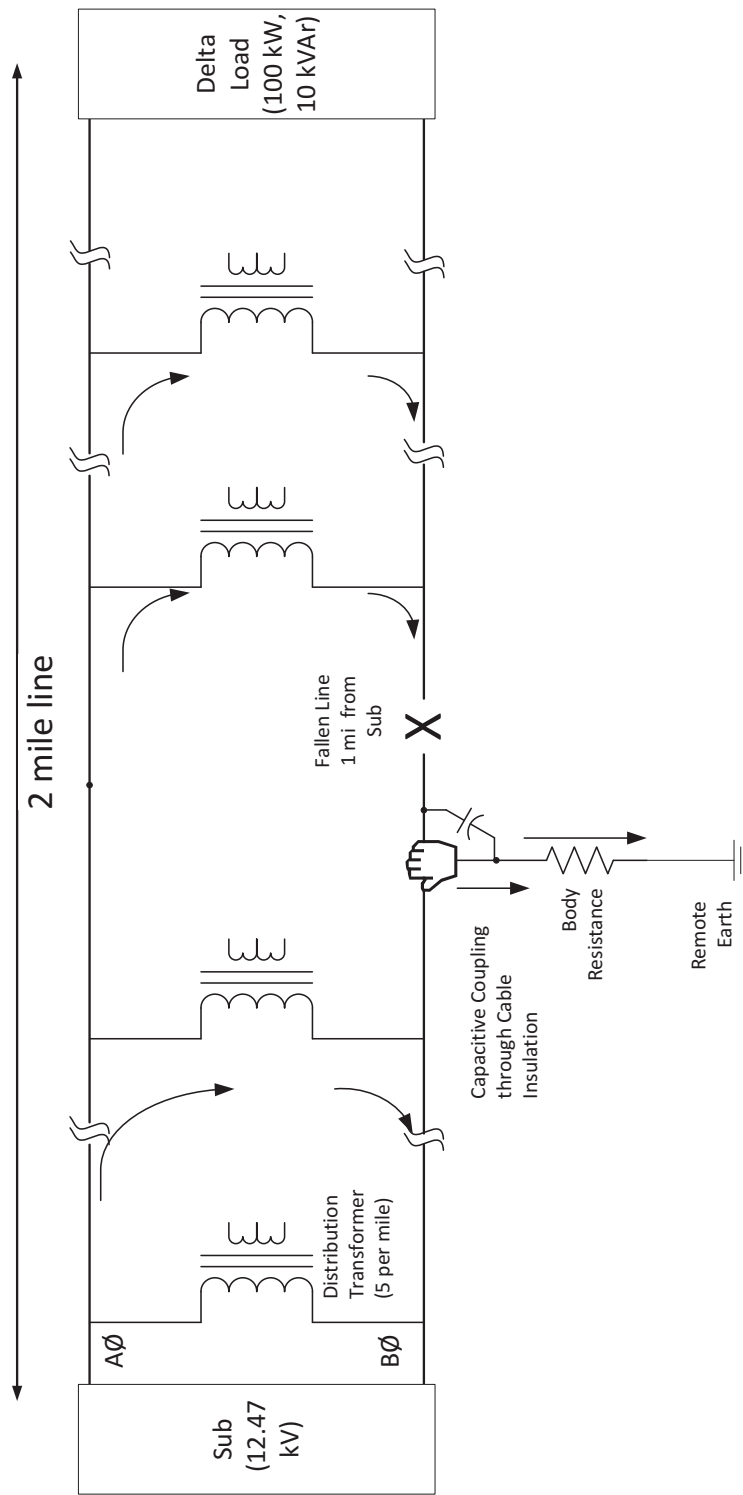 2 mile line
Sub
(12.47
kV)
AØ
BØ
Distribution
Transformer
(5 per mile)
Fallen Line
1 mi from
Sub
X
Delta
Load
(100 kW,
10 kVAr)
Capacitive Coupling
through Cable
Insulation
Body
Resistance
Remote
Earth